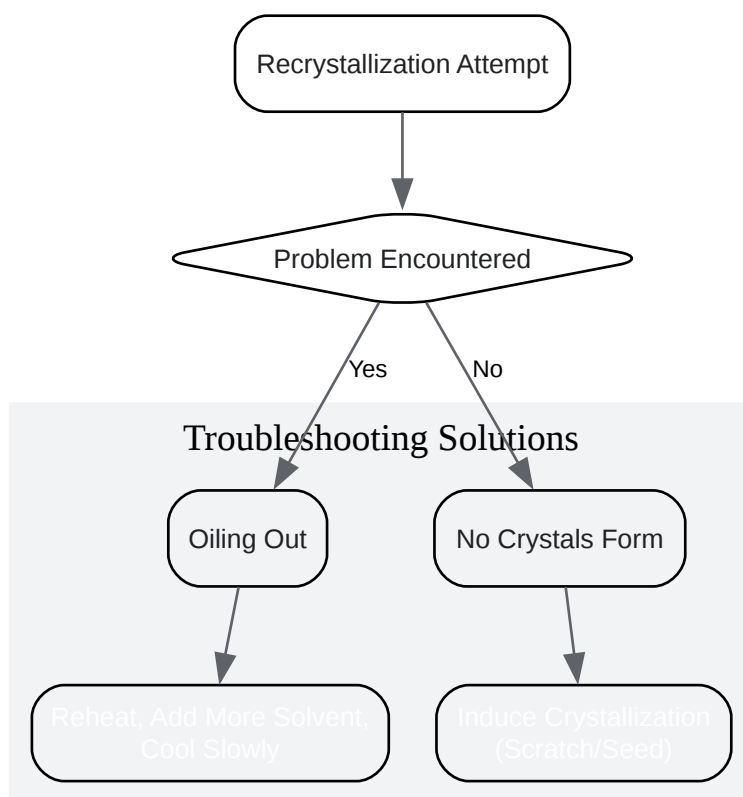 Recrystallization Attempt
Problem Encountered
Yes
No
Troubleshooting Solutions
Oiling Out
No Crystals Form
Reheat, Add More Solvent,
Cool Slowly
Induce Crystallization
(Scratch/Seed)